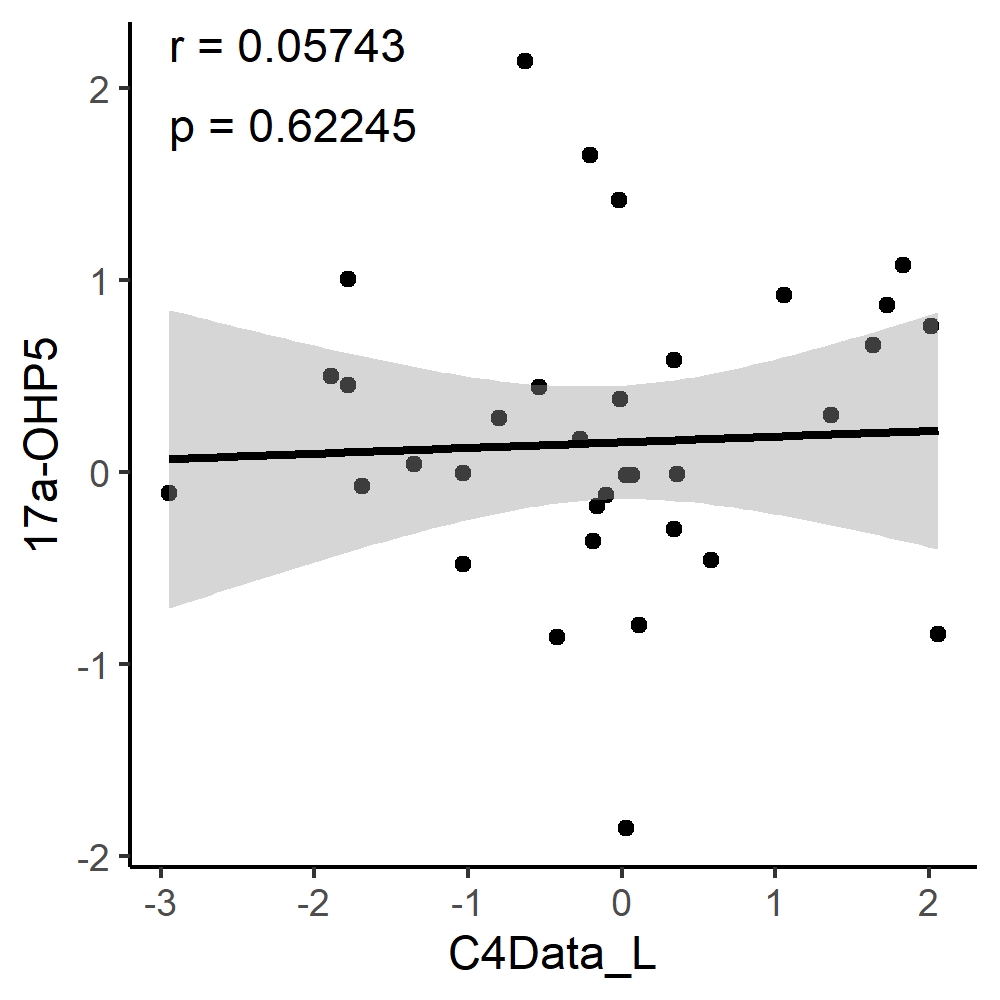 r = 0.05743
p = 0.62245
2
1
0
-1
-2
17a-OHP5
-3 -2 -1 0 1 2
C4Data_L